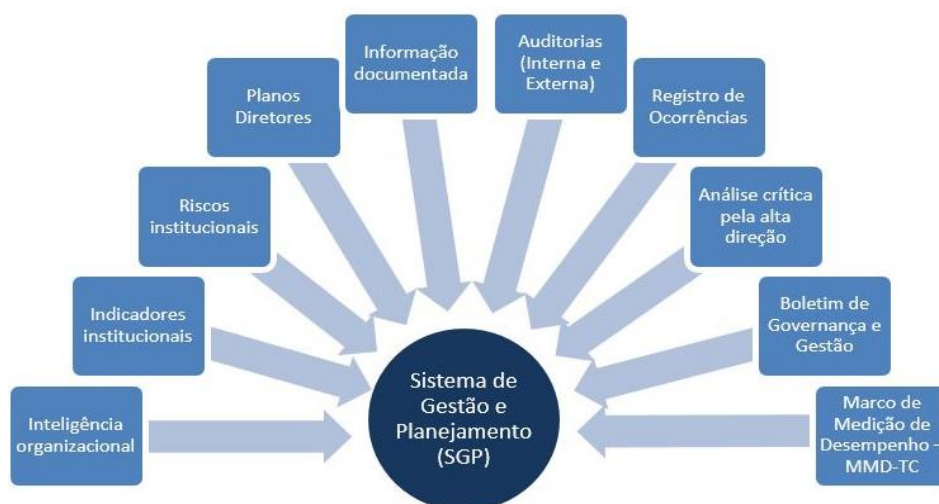 Inteligência
organizacional
Indicadores
institucionais
Riscos
institucionais
Planos
Diretores
Informação
documentada
Auditorias
(Interna e
Externa)
Registro de
Ocorrências
Análise crítica
pela alta
direção
Boletim de
Governança e
Gestão
Marco de
Medição de
Desempenho –
MMD-TC
Sistema de
Gestão e
Planejamento
(SGP)